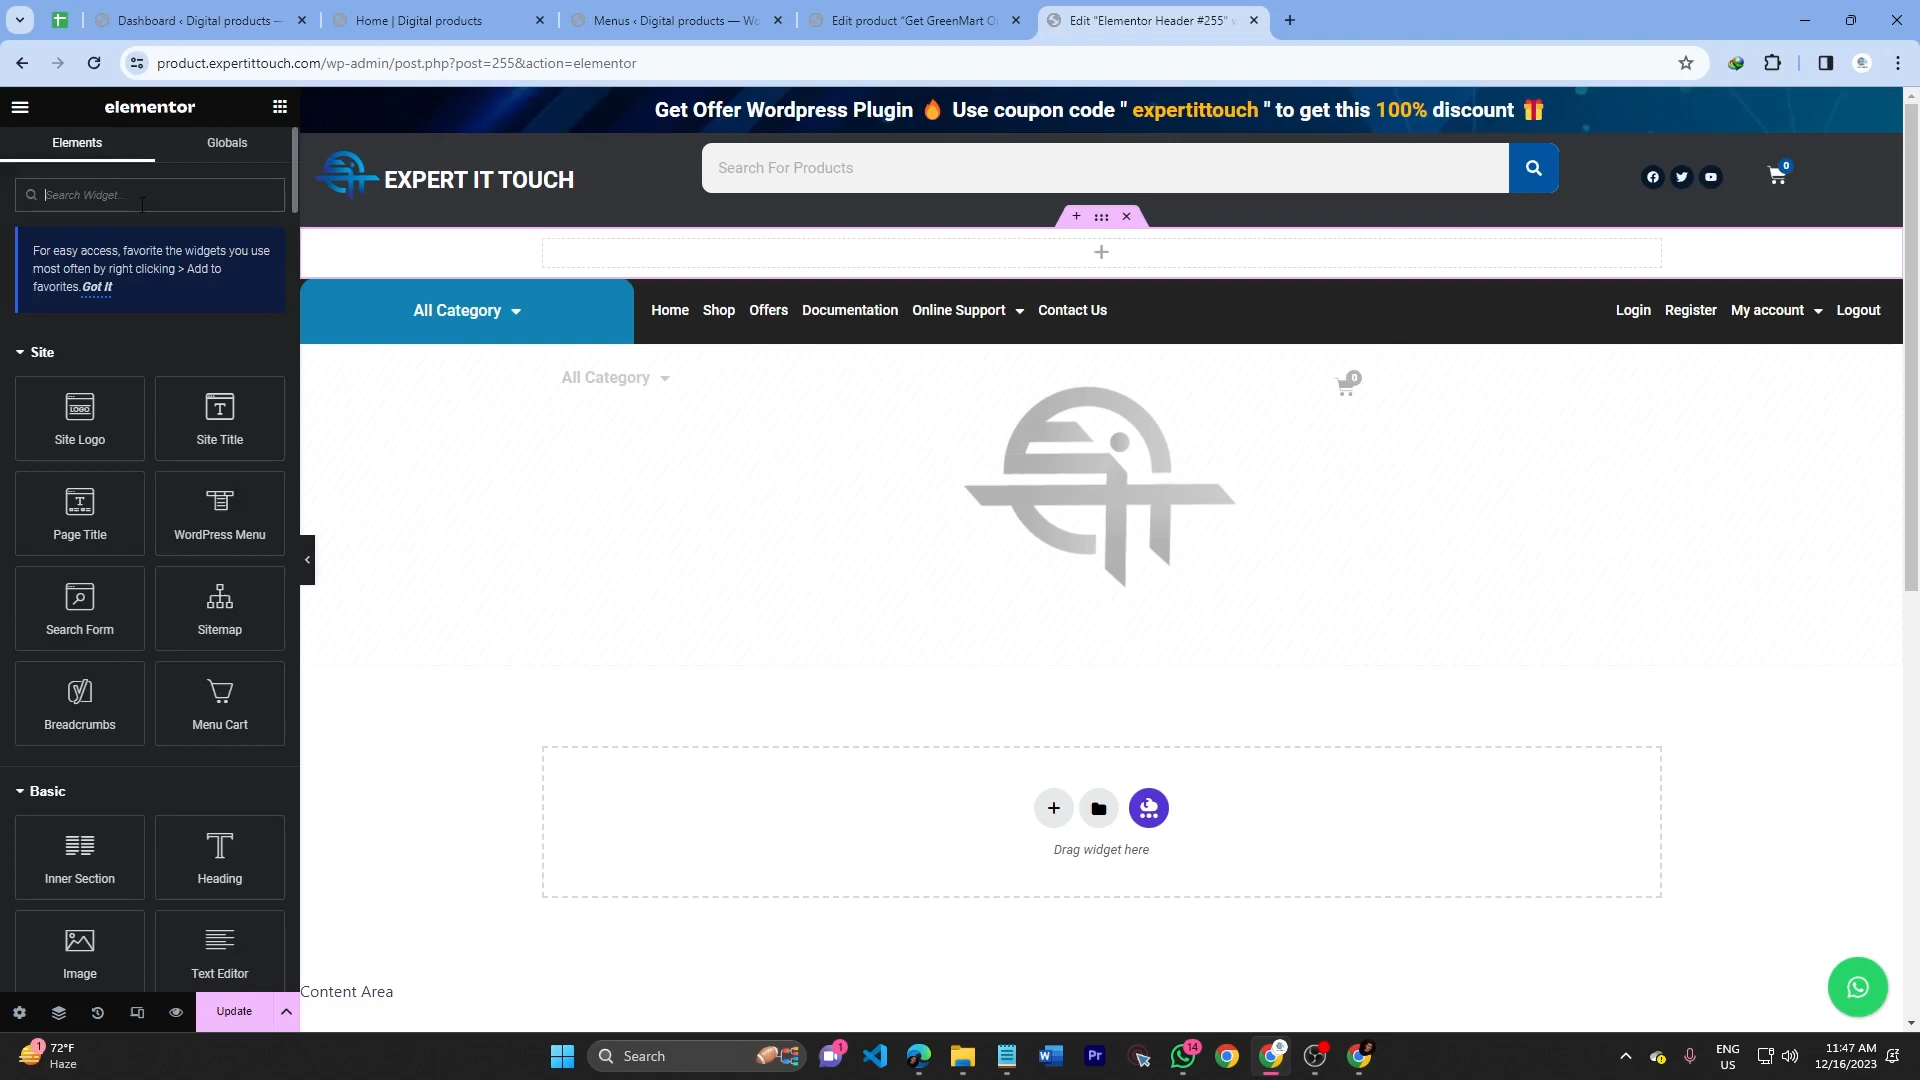 Dashboard ‹ Digital products —
Home | Digital products
Menus ‹ Digital products — Wo
Edit product “Get GreenMart O
Edit "Elementor Header #255" w
product.expertittouch.com/wp-admin/post.php?post=255&action=elementor
elementor
Elements
Globals
Search Widget...
For easy access, favorite the widgets you use
most often by right clicking > Add to
favorites. Got It
Site
LOGO
Site Logo
Site Title
Page Title
WordPress Menu
Search Form
Sitemap
Breadcrumbs
Menu Cart
Basic
Inner Section
Heading
Image
Text Editor
Update
Get Offer Wordpress Plugin 🔥 Use coupon code " expertittouch " to get this 100% discount 🎁
EXPERT IT TOUCH
Search For Products
0
All Category
Home
Shop
Offers
Documentation
Online Support
Contact Us
Login
Register
My account
Logout
All Category
0
Drag widget here
Content Area
1
72°F
Haze
Search
1
14
ENG
US
11:47 AM
12/16/2023